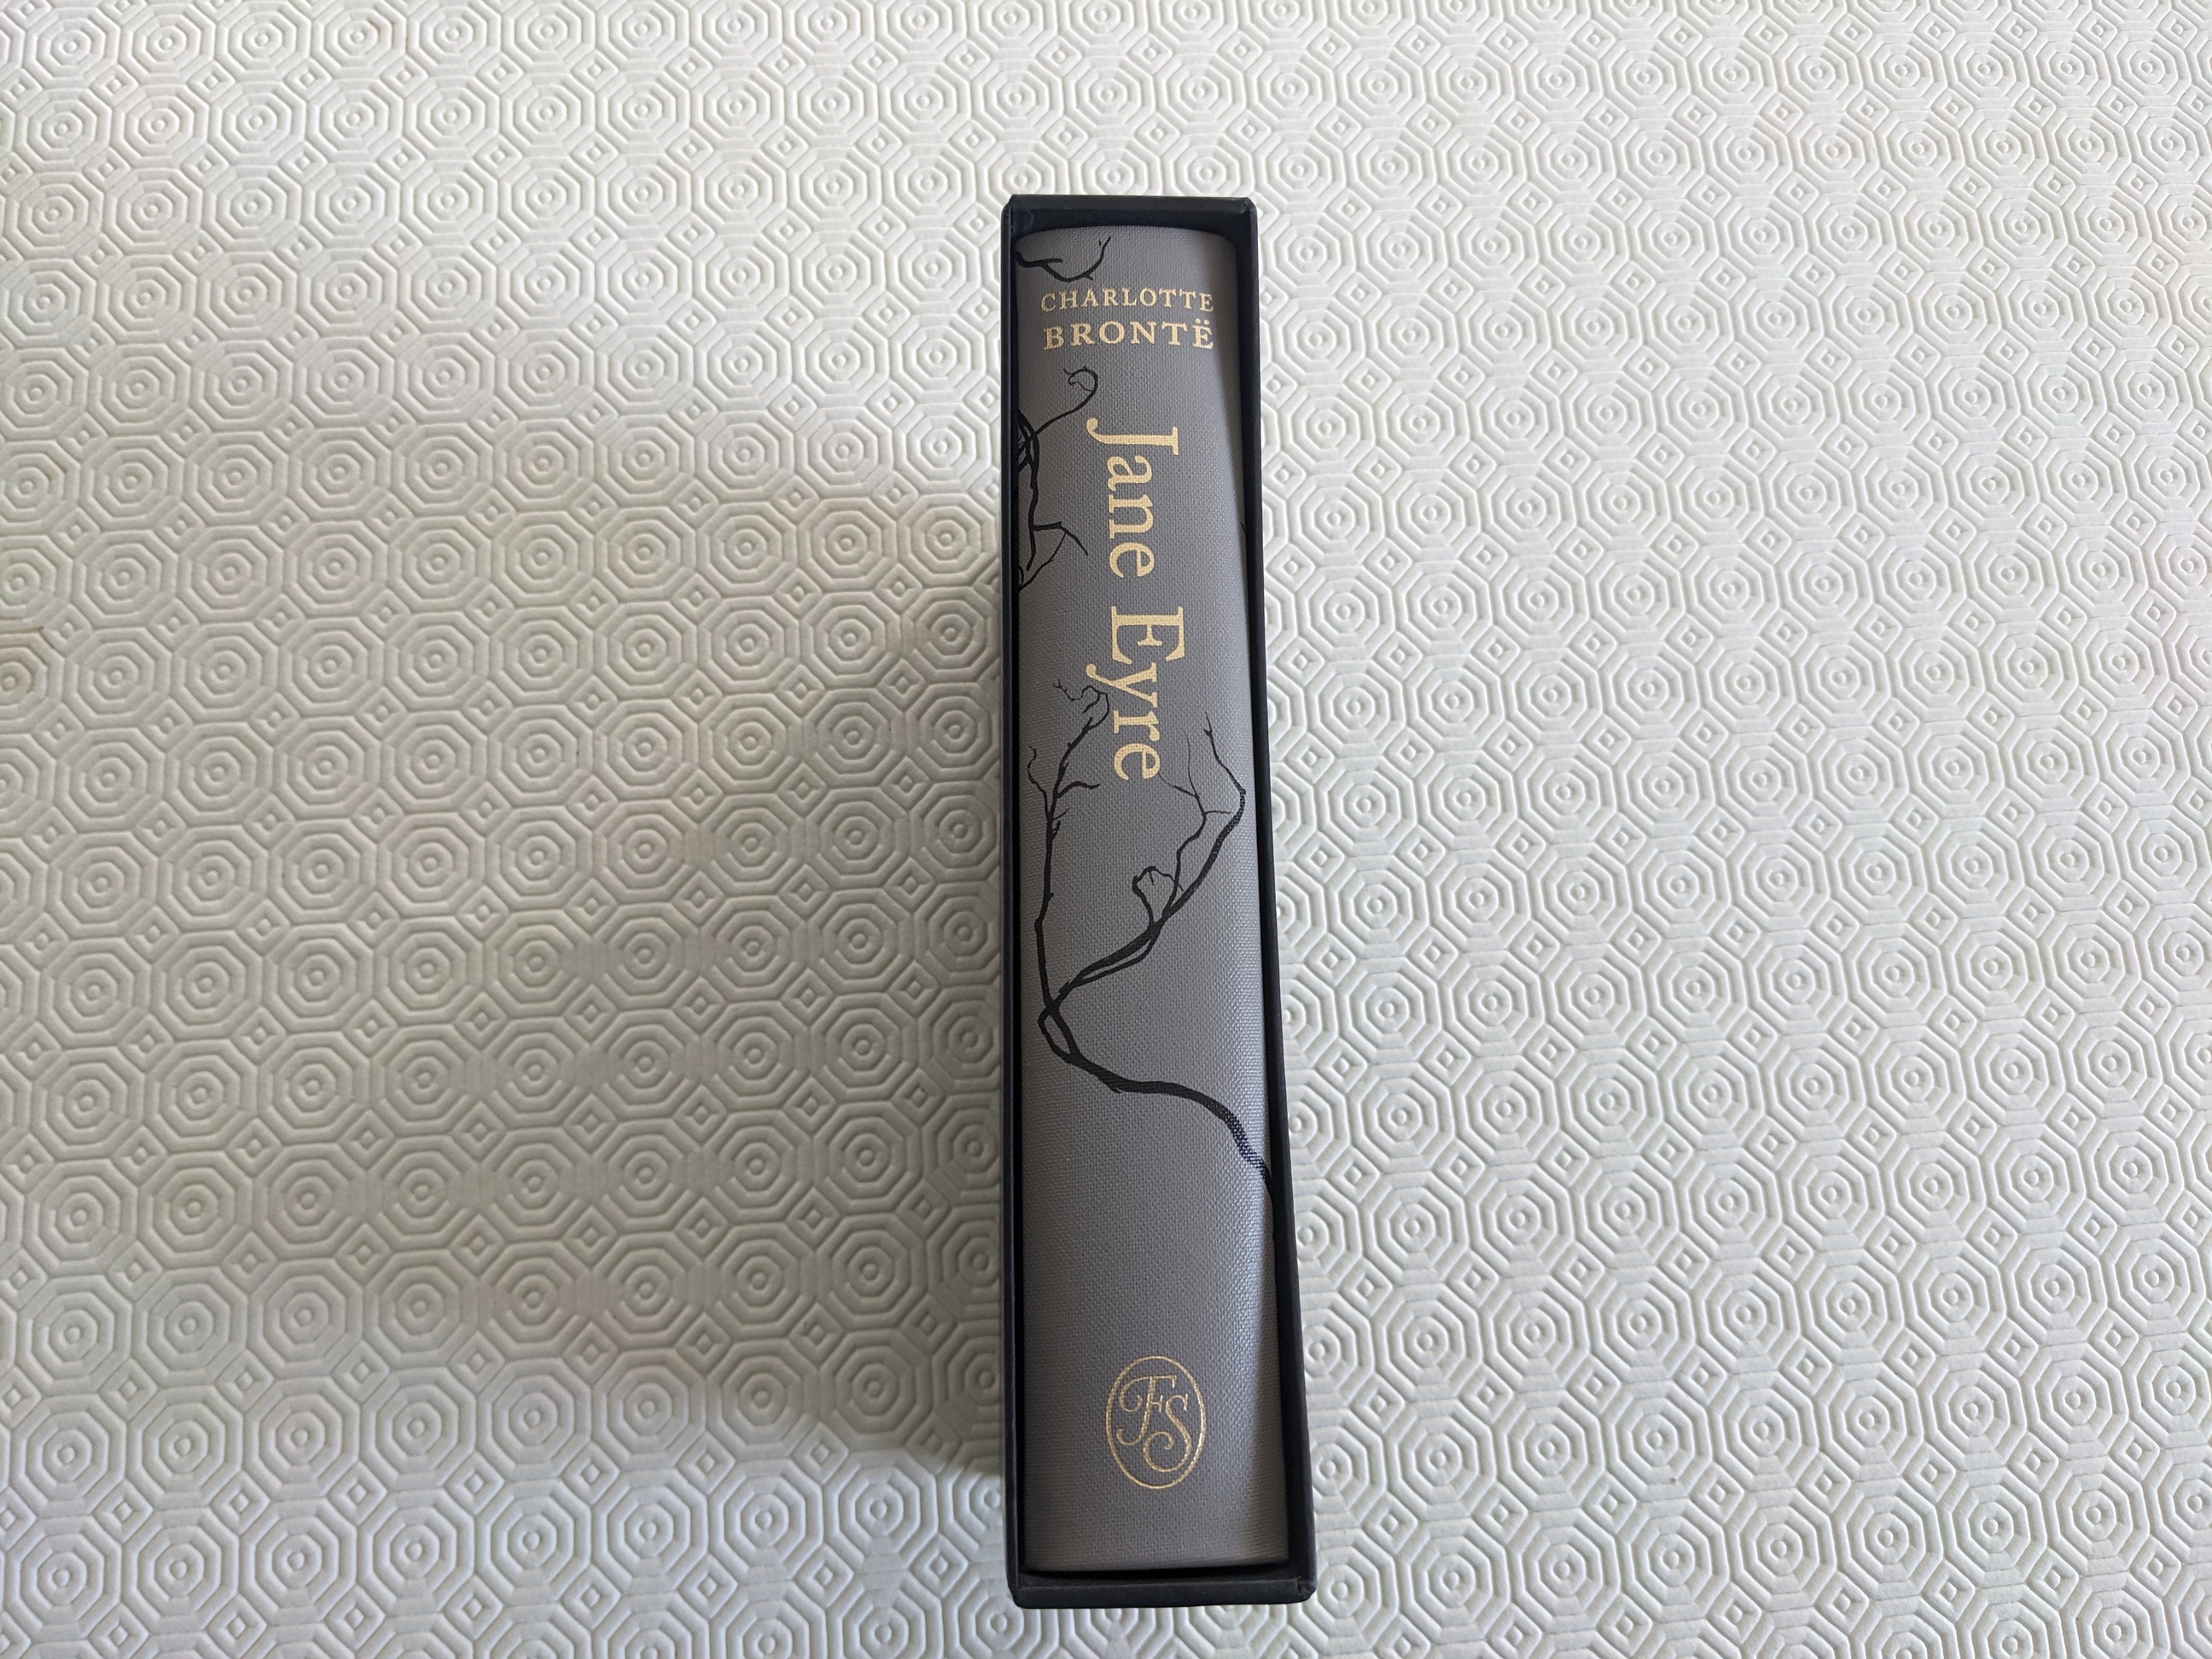 CHARLOTTE
BRONTË
Jane Eyre
FS